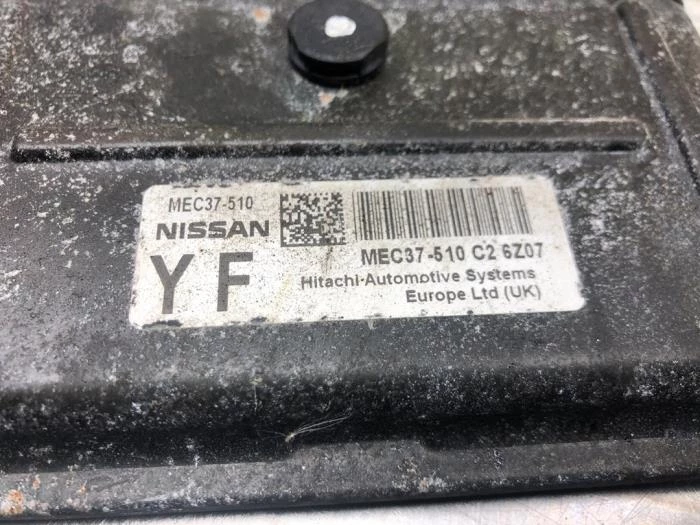 MEC37-510
NISSAN
YF
MEC37-510 C2 6Z07
Hitachi Automotive Systems
Europe Ltd (UK)